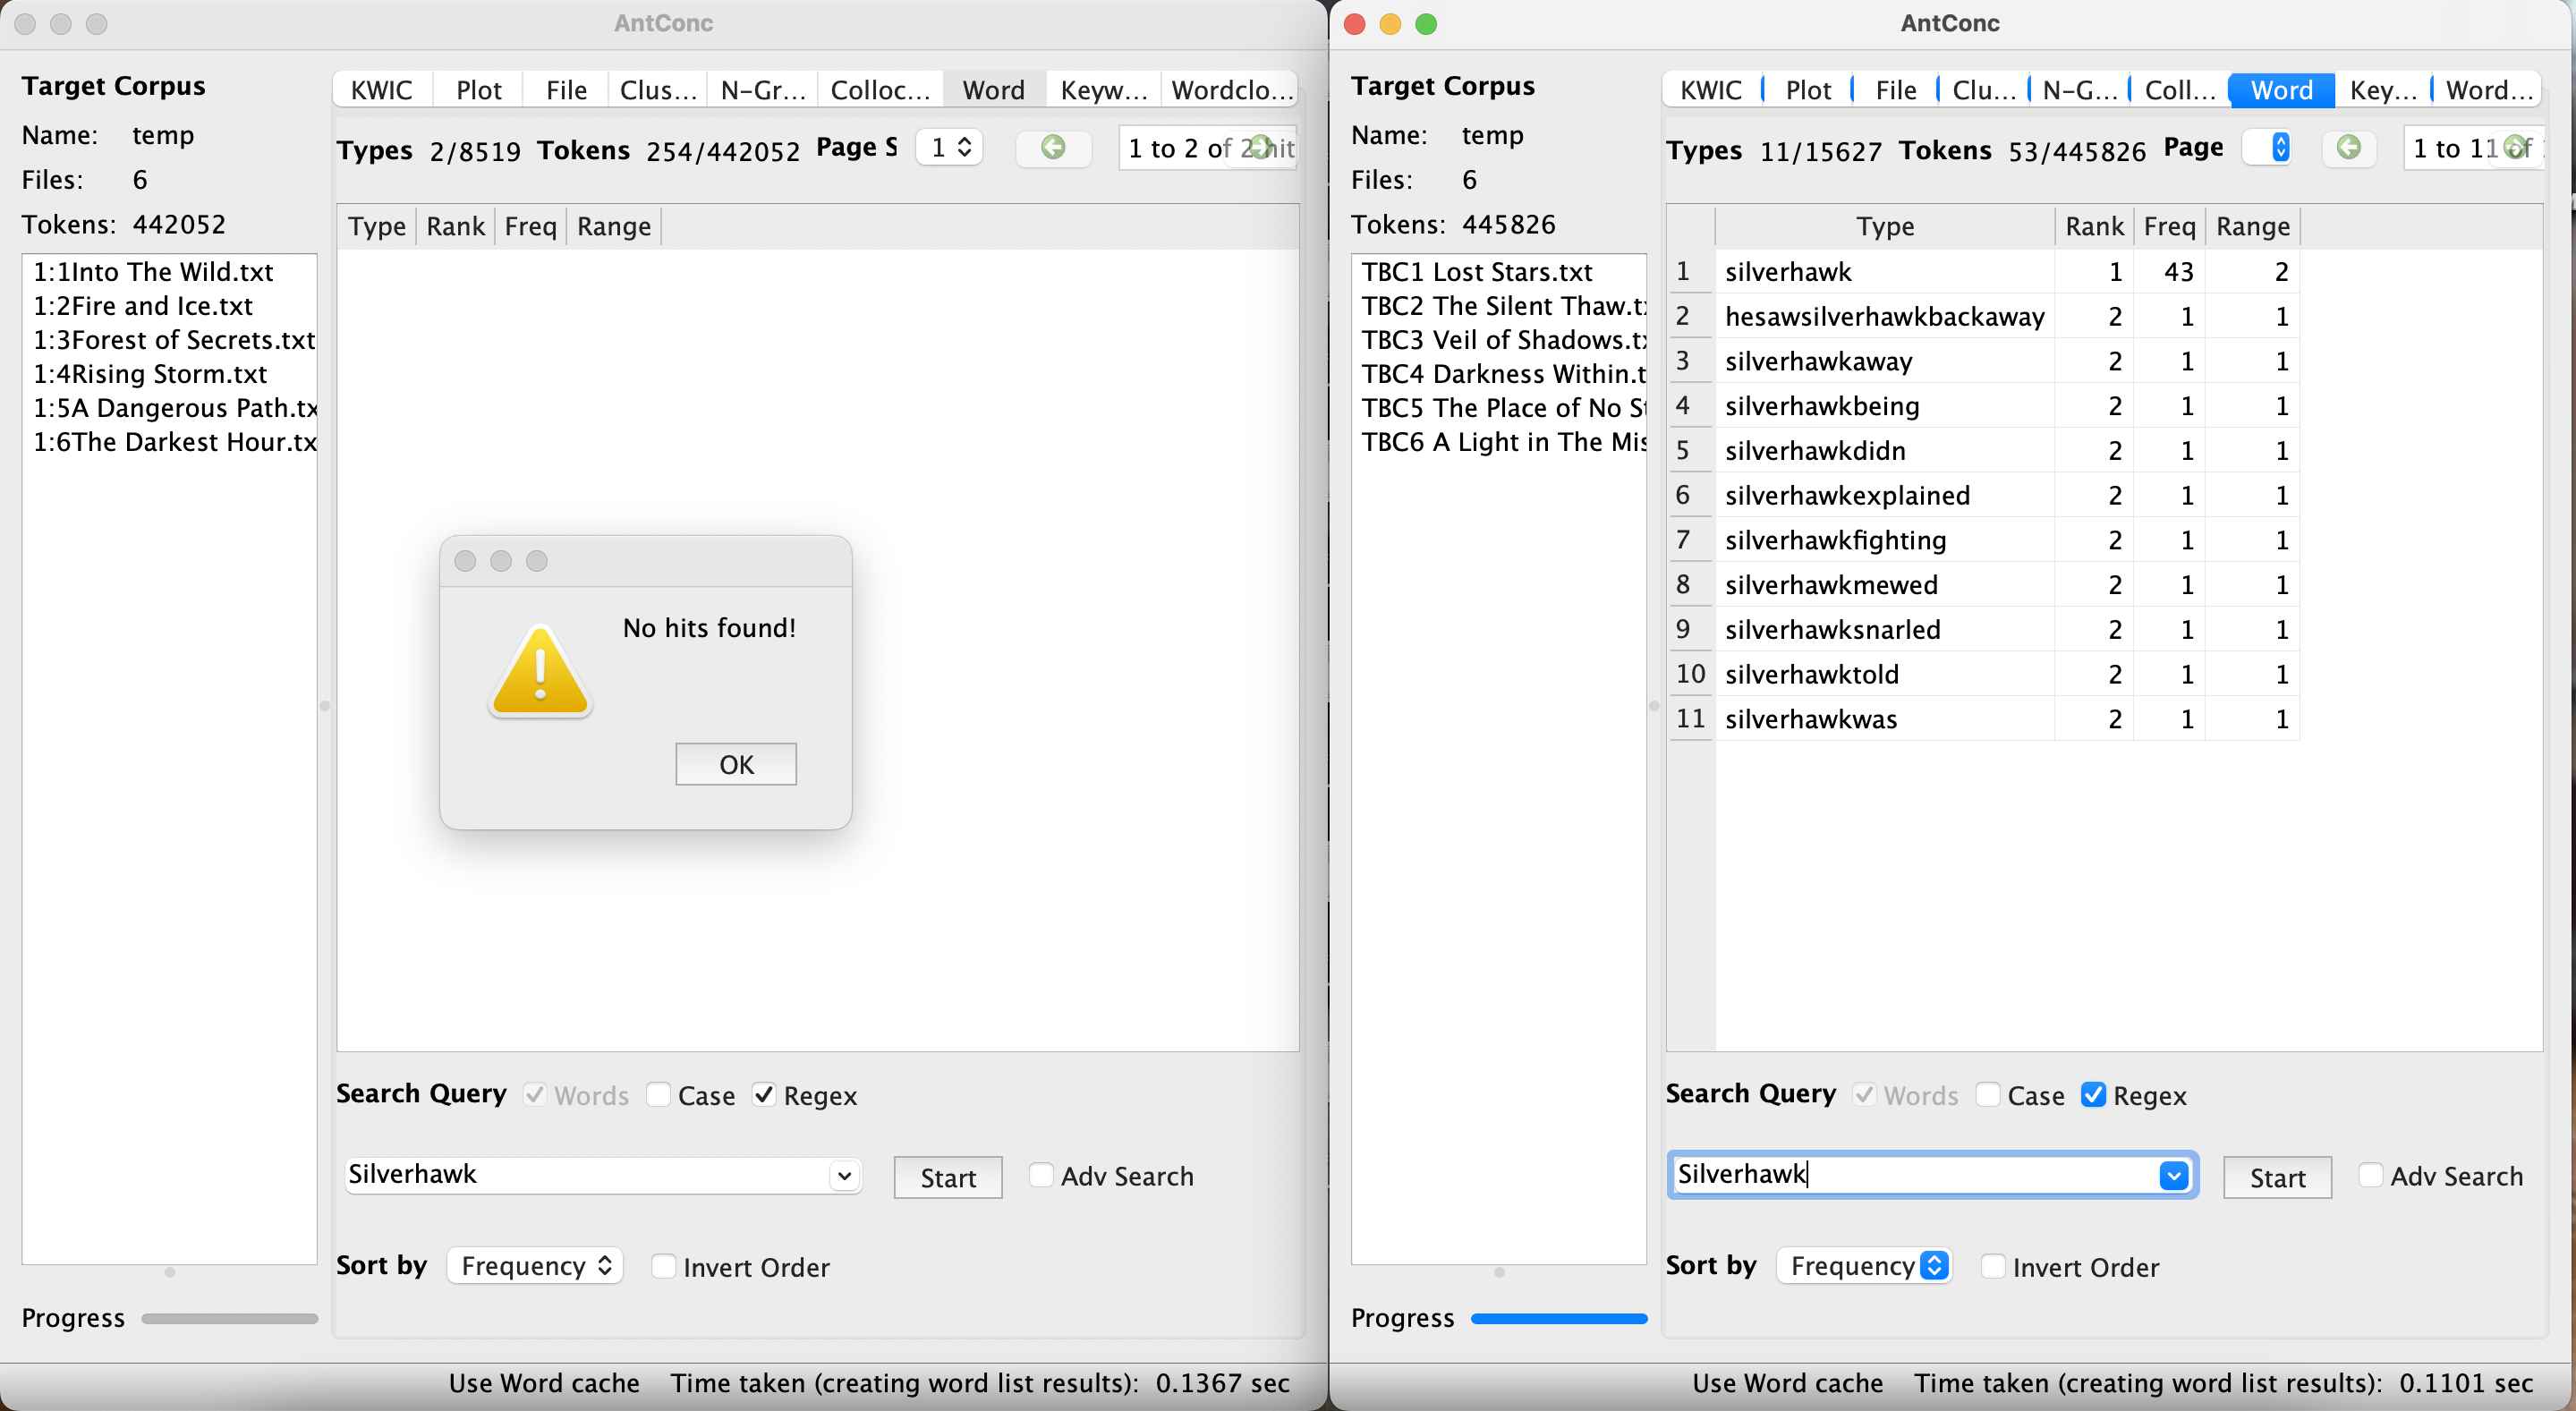 AntConc
Target Corpus
Name: temp
Files: 6
Tokens: 442052
1:1Into The Wild.txt
1:2Fire and Ice.txt
1:3Forest of Secrets.txt
1:4Rising Storm.txt
1:5A Dangerous Path.tx
1:6The Darkest Hour.tx
Progress
KWIC Plot File Clus... N-Gr... Colloc... Word Keyw... Wordclo...
Types 2/8519 Tokens 254/442052 Page S 1 1 to 2 of 2 hit
Type Rank Freq Range
No hits found!
OK
Search Query Words Case Regex
Silverhawk Start Adv Search
Sort by Frequency Invert Order
Use Word cache Time taken (creating word list results): 0.1367 sec
AntConc
Target Corpus
Name: temp
Files: 6
Tokens: 445826
TBC1 Lost Stars.txt
TBC2 The Silent Thaw.t
TBC3 Veil of Shadows.tx
TBC4 Darkness Within.t
TBC5 The Place of No St
TBC6 A Light in The Mis
Progress
KWIC Plot File Clu... N-G... Coll... Word Key... Word...
Types 11/15627 Tokens 53/445826 Page 1 to 11 of
Type Rank Freq Range
1 silverhawk 1 43 2
2 hesawsilverhawkbackaway 2 1 1
3 silverhawkaway 2 1 1
4 silverhawkbeing 2 1 1
5 silverhawkdidn 2 1 1
6 silverhawkexplained 2 1 1
7 silverhawkfighting 2 1 1
8 silverhawkmewed 2 1 1
9 silverhawksnarled 2 1 1
10 silverhawktold 2 1 1
11 silverhawkwas 2 1 1
Search Query Words Case Regex
Silverhawk Start Adv Search
Sort by Frequency Invert Order
Use Word cache Time taken (creating word list results): 0.1101 sec